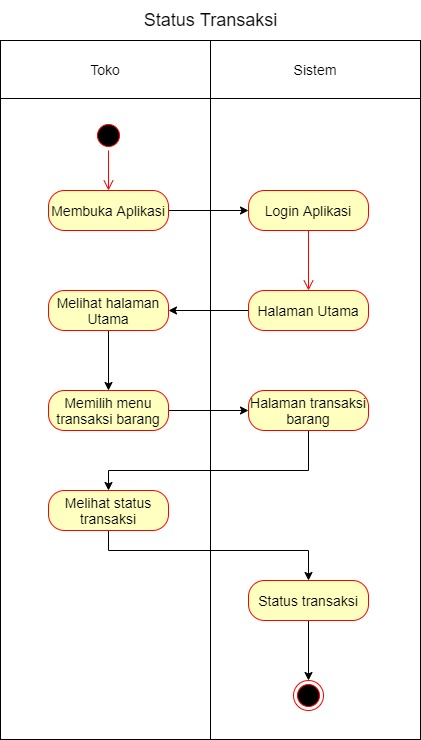 Status Transaksi
Toko
Sistem
Membuka Aplikasi
Login Aplikasi
Melihat halaman
Utama
Halaman Utama
Memilih menu
transaksi barang
Halaman transaksi
barang
Melihat status
transaksi
Status transaksi